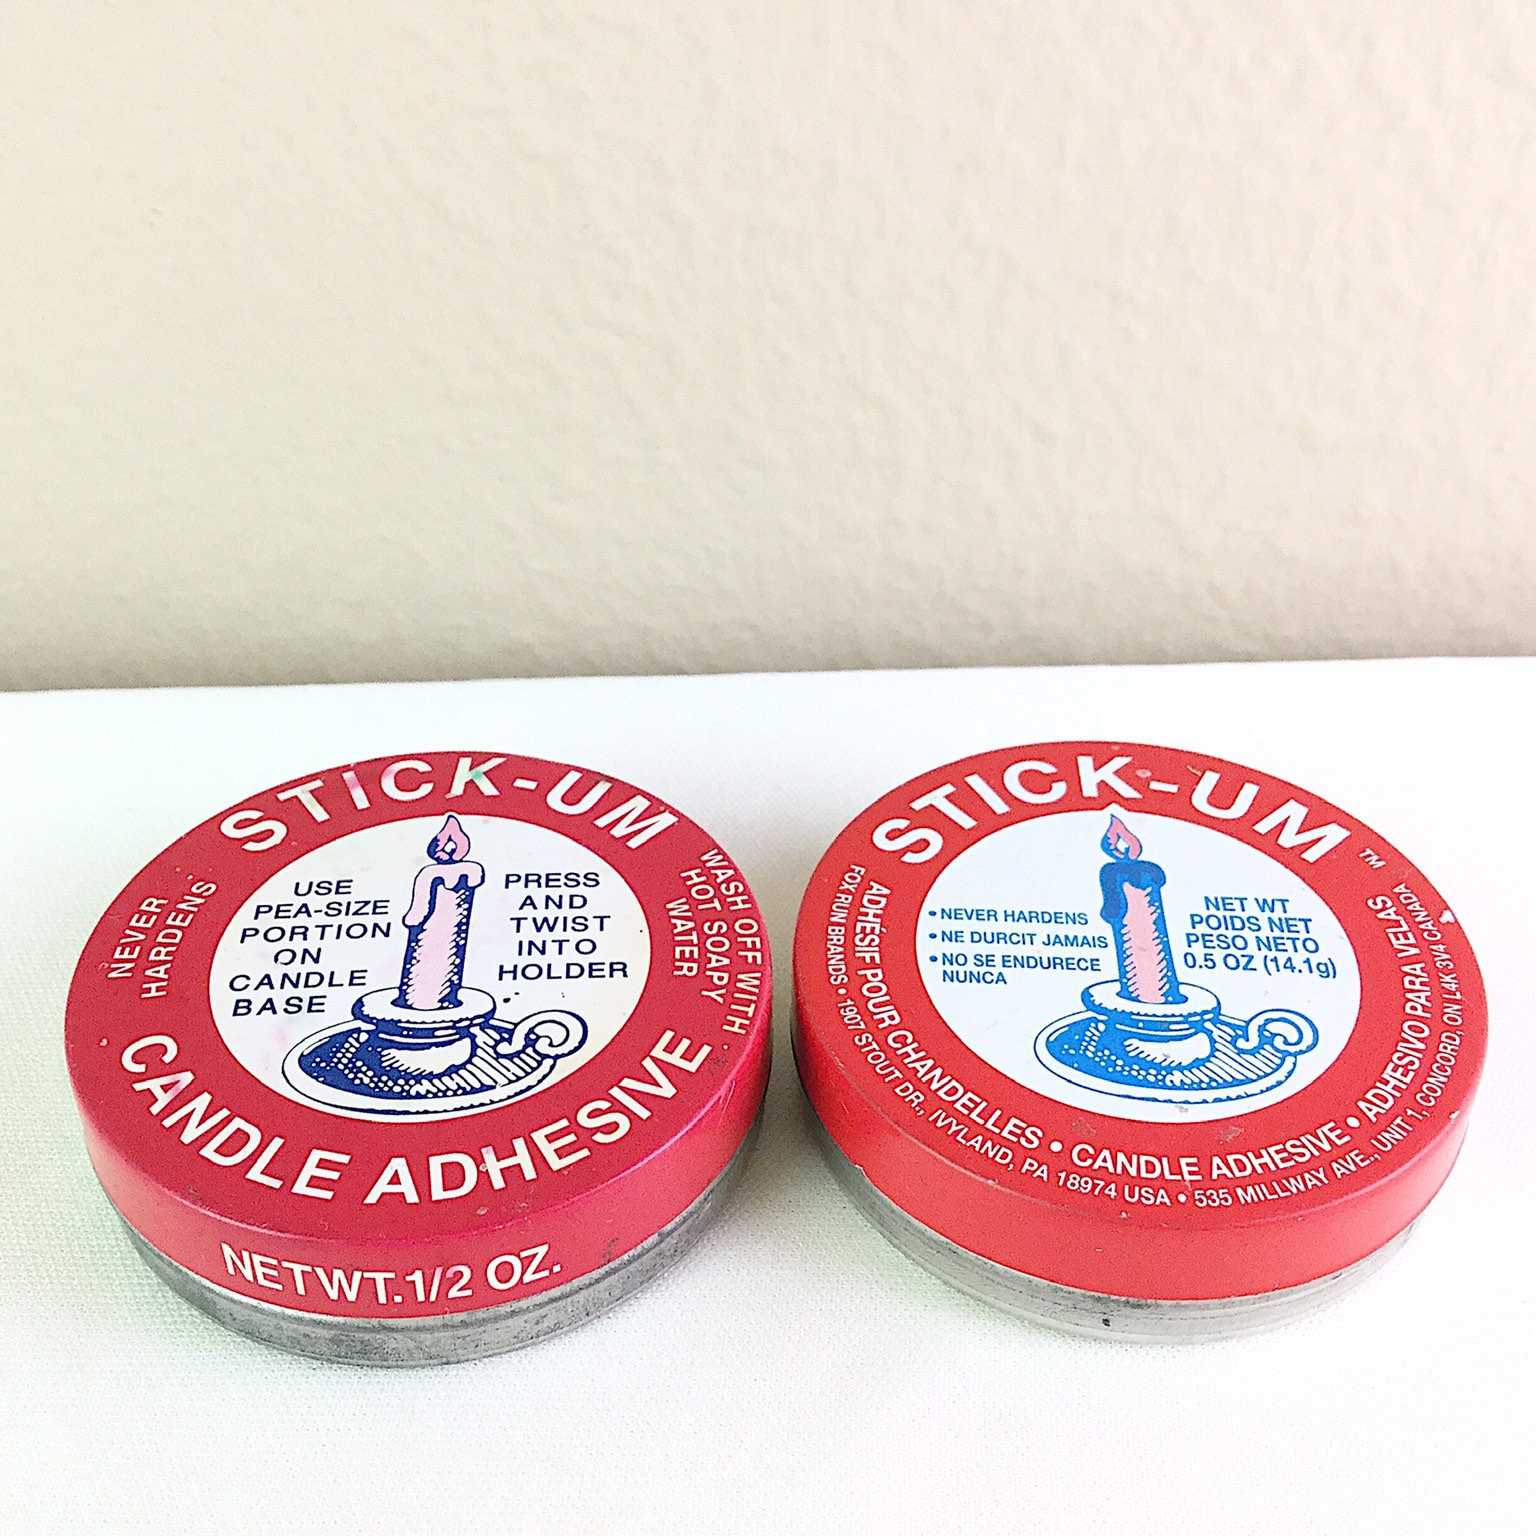 STICK-UM
NEVER
HARDENS
USE
PEA-SIZE
PORTION
ON
CANDLE
BASE
PRESS
AND
TWIST
INTO
HOLDER
WASH OFF WITH
HOT SOAPY
WATER
CANDLE ADHESIVE
NET WT. 1/2 OZ.
STICK-UM™
• NEVER HARDENS
• NE DURCIT JAMAIS
• NO SE ENDURECE
NUNCA
NET WT
POIDS NET
PESO NETO
0.5 OZ (14.1g)
ADHÉSIF POUR CHANDELLES • CANDLE ADHESIVE • ADHESIVO PARA VELAS
FOX RUN BRANDS • 1907 STOUT DR., IVYLAND, PA 18974 USA • 535 MILLWAY AVE., UNIT 1, CONCORD, ON L4K 3V4 CANADA